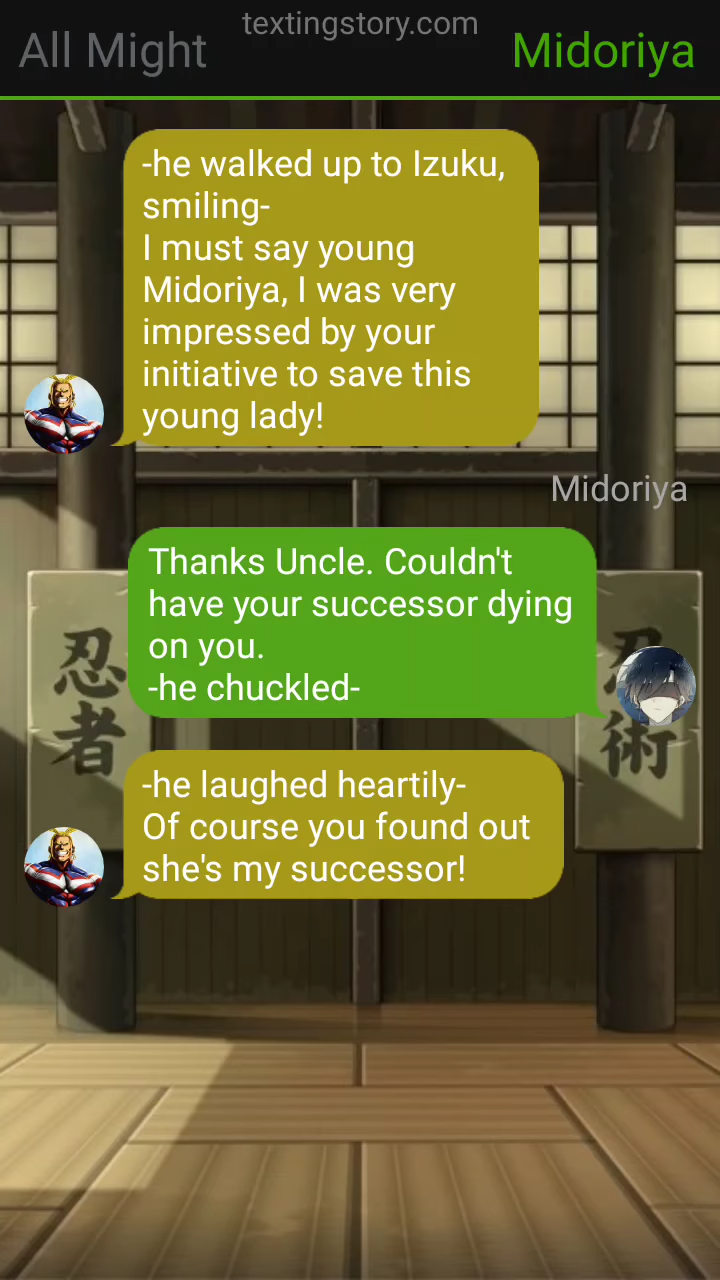 textingstory.com
All Might
Midoriya
-he walked up to Izuku,
smiling-
I must say young
Midoriya, I was very
impressed by your
initiative to save this
young lady!
Midoriya
Thanks Uncle. Couldn't
have your successor dying
on you.
-he chuckled-
忍者
忍術
-he laughed heartily-
Of course you found out
she's my successor!